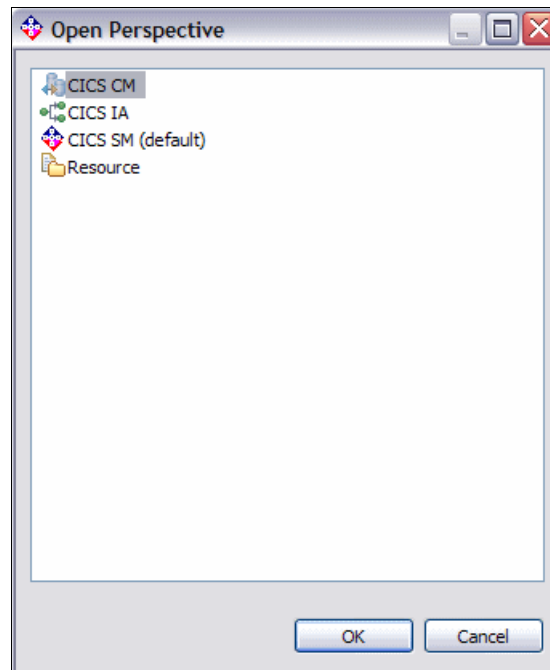 Open Perspective
CICS CM
CICS IA
CICS SM (default)
Resource
OK Cancel